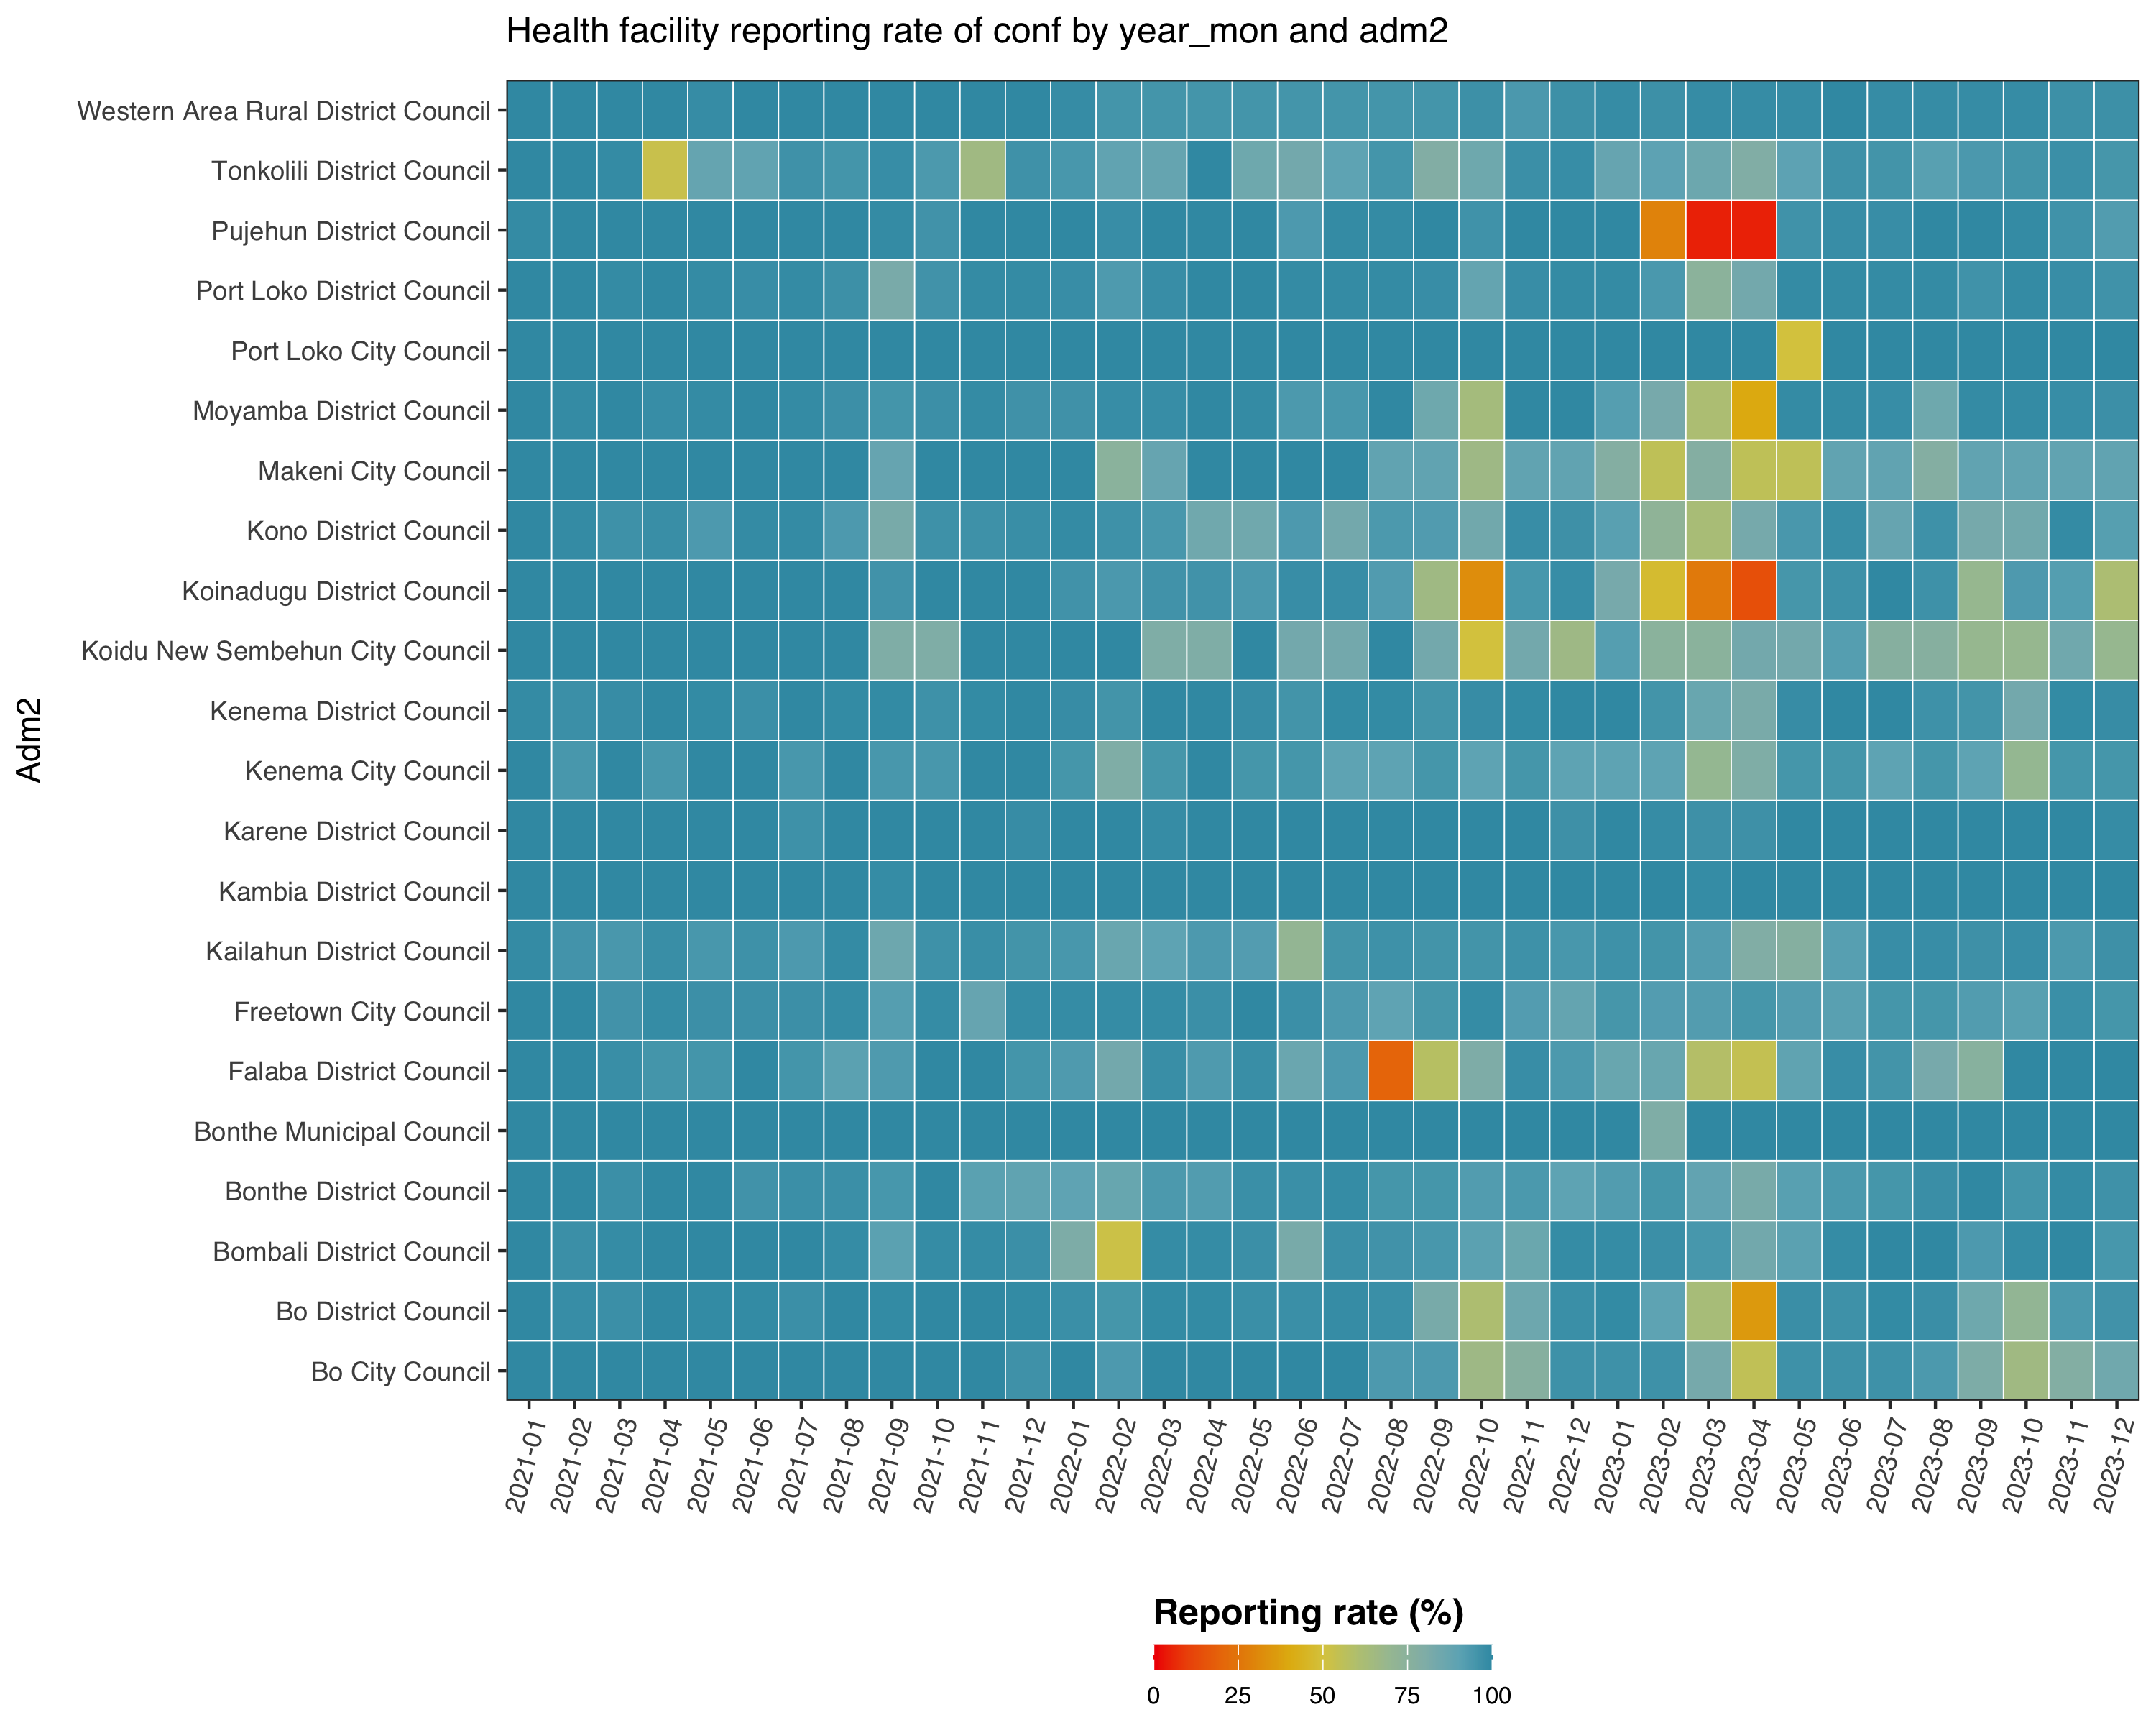 Health facility reporting rate of conf by year_mon and adm2
Adm2
Western Area Rural District Council
Tonkolili District Council
Pujehun District Council
Port Loko District Council
Port Loko City Council
Moyamba District Council
Makeni City Council
Kono District Council
Koinadugu District Council
Koidu New Sembehun City Council
Kenema District Council
Kenema City Council
Karene District Council
Kambia District Council
Kailahun District Council
Freetown City Council
Falaba District Council
Bonthe Municipal Council
Bonthe District Council
Bombali District Council
Bo District Council
Bo City Council
2021-01
2021-02
2021-03
2021-04
2021-05
2021-06
2021-07
2021-08
2021-09
2021-10
2021-11
2021-12
2022-01
2022-02
2022-03
2022-04
2022-05
2022-06
2022-07
2022-08
2022-09
2022-10
2022-11
2022-12
2023-01
2023-02
2023-03
2023-04
2023-05
2023-06
2023-07
2023-08
2023-09
2023-10
2023-11
2023-12
Reporting rate (%)
0 25 50 75 100